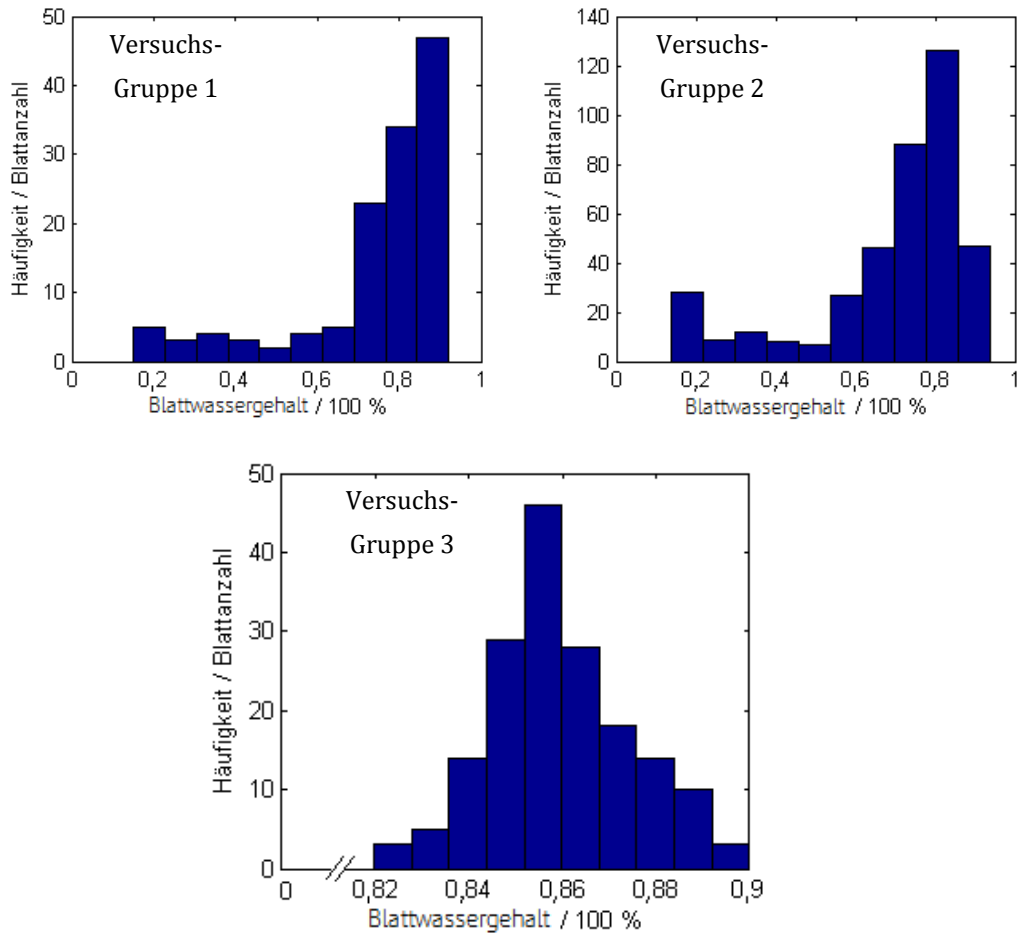 Versuchs-
Gruppe 1
Häufigkeit / Blattanzahl
50
40
30
20
10
0
0 0,2 0,4 0,6 0,8 1
Blattwassergehalt / 100 %
Versuchs-
Gruppe 2
Häufigkeit / Blattanzahl
140
120
100
80
60
40
20
0
0 0,2 0,4 0,6 0,8 1
Blattwassergehalt / 100 %
Versuchs-
Gruppe 3
Häufigkeit / Blattanzahl
50
40
30
20
10
0
0 0,82 0,84 0,86 0,88 0,9
Blattwassergehalt / 100 %